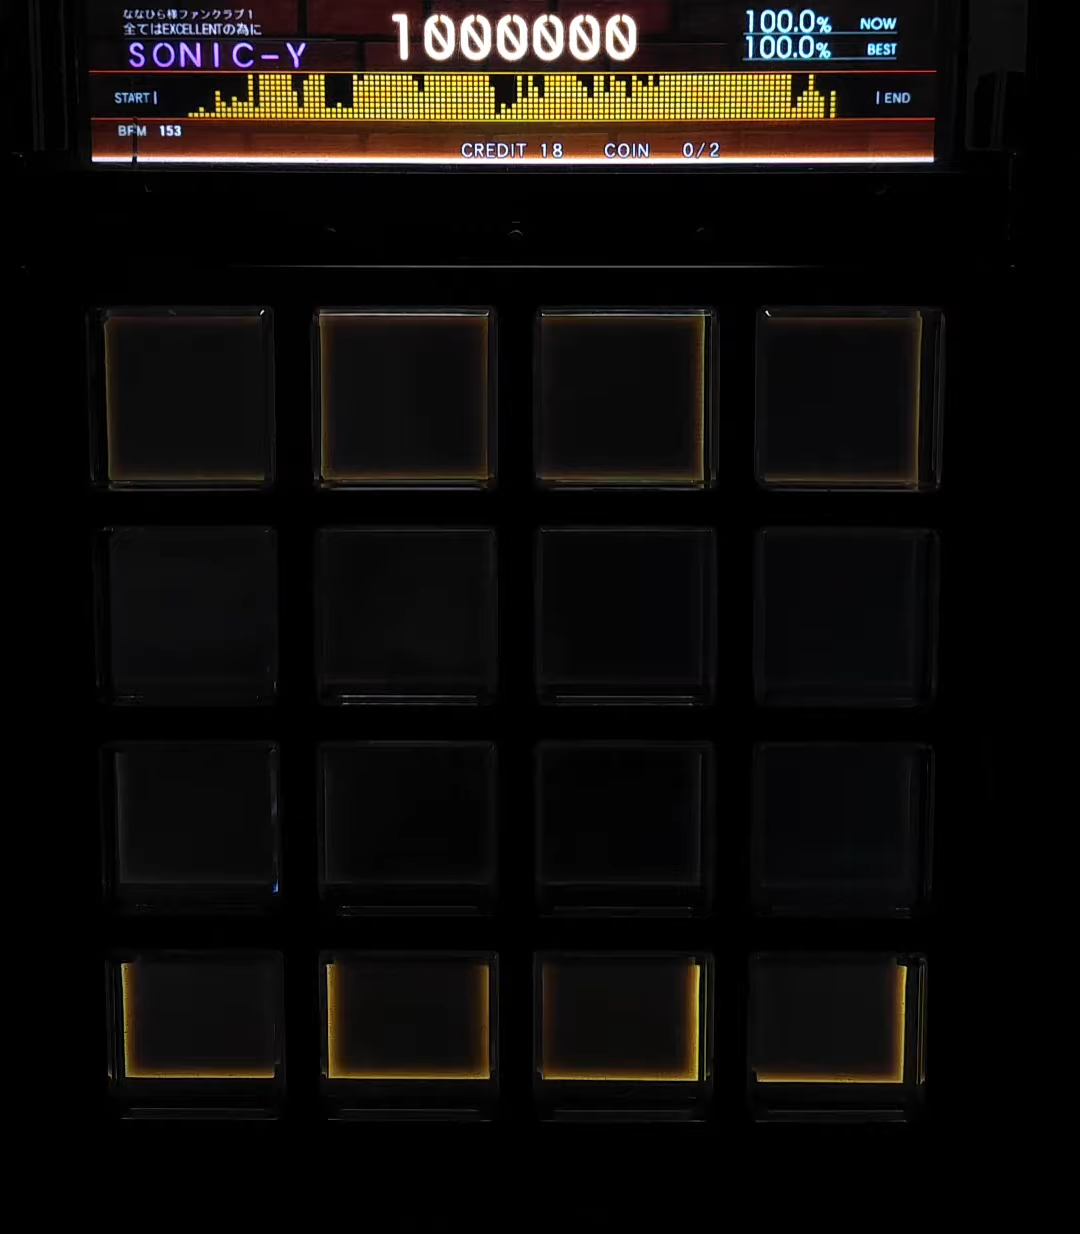 ななひら様ファンクラブ1
全てはEXCELLENTの為に
SONIC-Y
1000000
100.0% NOW
100.0% BEST
START
END
BPM 153
CREDIT 18 COIN 0/2